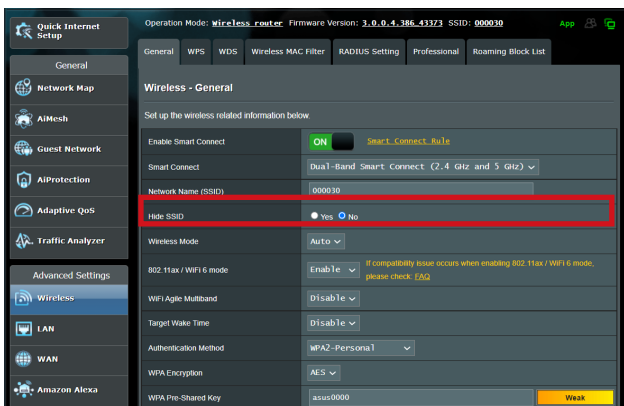 Quick Internet
Setup
Operation Mode: Wireless router Firmware Version: 3.0.0.4.386_43373 SSID: 000030 App
General WPS WDS Wireless MAC Filter RADIUS Setting Professional Roaming Block List
General
Network Map
AiMesh
Guest Network
AiProtection
Adaptive QoS
Traffic Analyzer
Advanced Settings
Wireless
LAN
WAN
Amazon Alexa
Wireless - General
Set up the wireless related information below.
Enable Smart Connect ON Smart Connect Rule
Smart Connect Dual-Band Smart Connect (2.4 GHz and 5 GHz)
Network Name (SSID) 000030
Hide SSID Yes No
Wireless Mode Auto
802.11ax / WiFi 6 mode Enable If compatibility issue occurs when enabling 802.11ax / WiFi 6 mode,
please check: FAQ
WiFi Agile Multiband Disable
Target Wake Time Disable
Authentication Method WPA2-Personal
WPA Encryption AES
WPA Pre-Shared Key asus0000 Weak